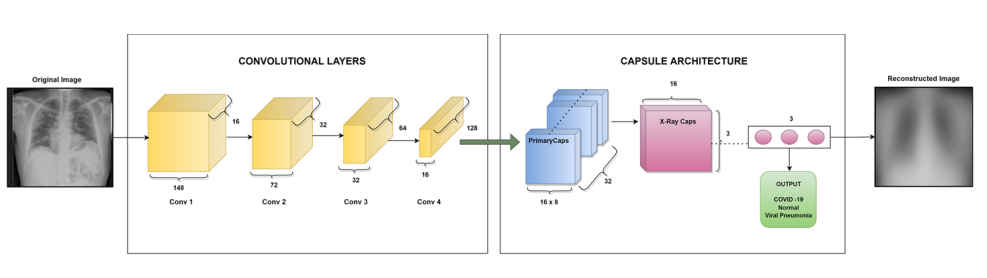 CONVOLUTIONAL LAYERS
CAPSULE ARCHITECTURE
Original Image
Reconstructed Image
16
32
64
128
148
72
32
16
Conv 1
Conv 2
Conv 3
Conv 4
PrimaryCaps
16 x 8
32
16
X-Ray Caps
3
3
OUTPUT
COVID -19
Normal
Viral Pneumonia